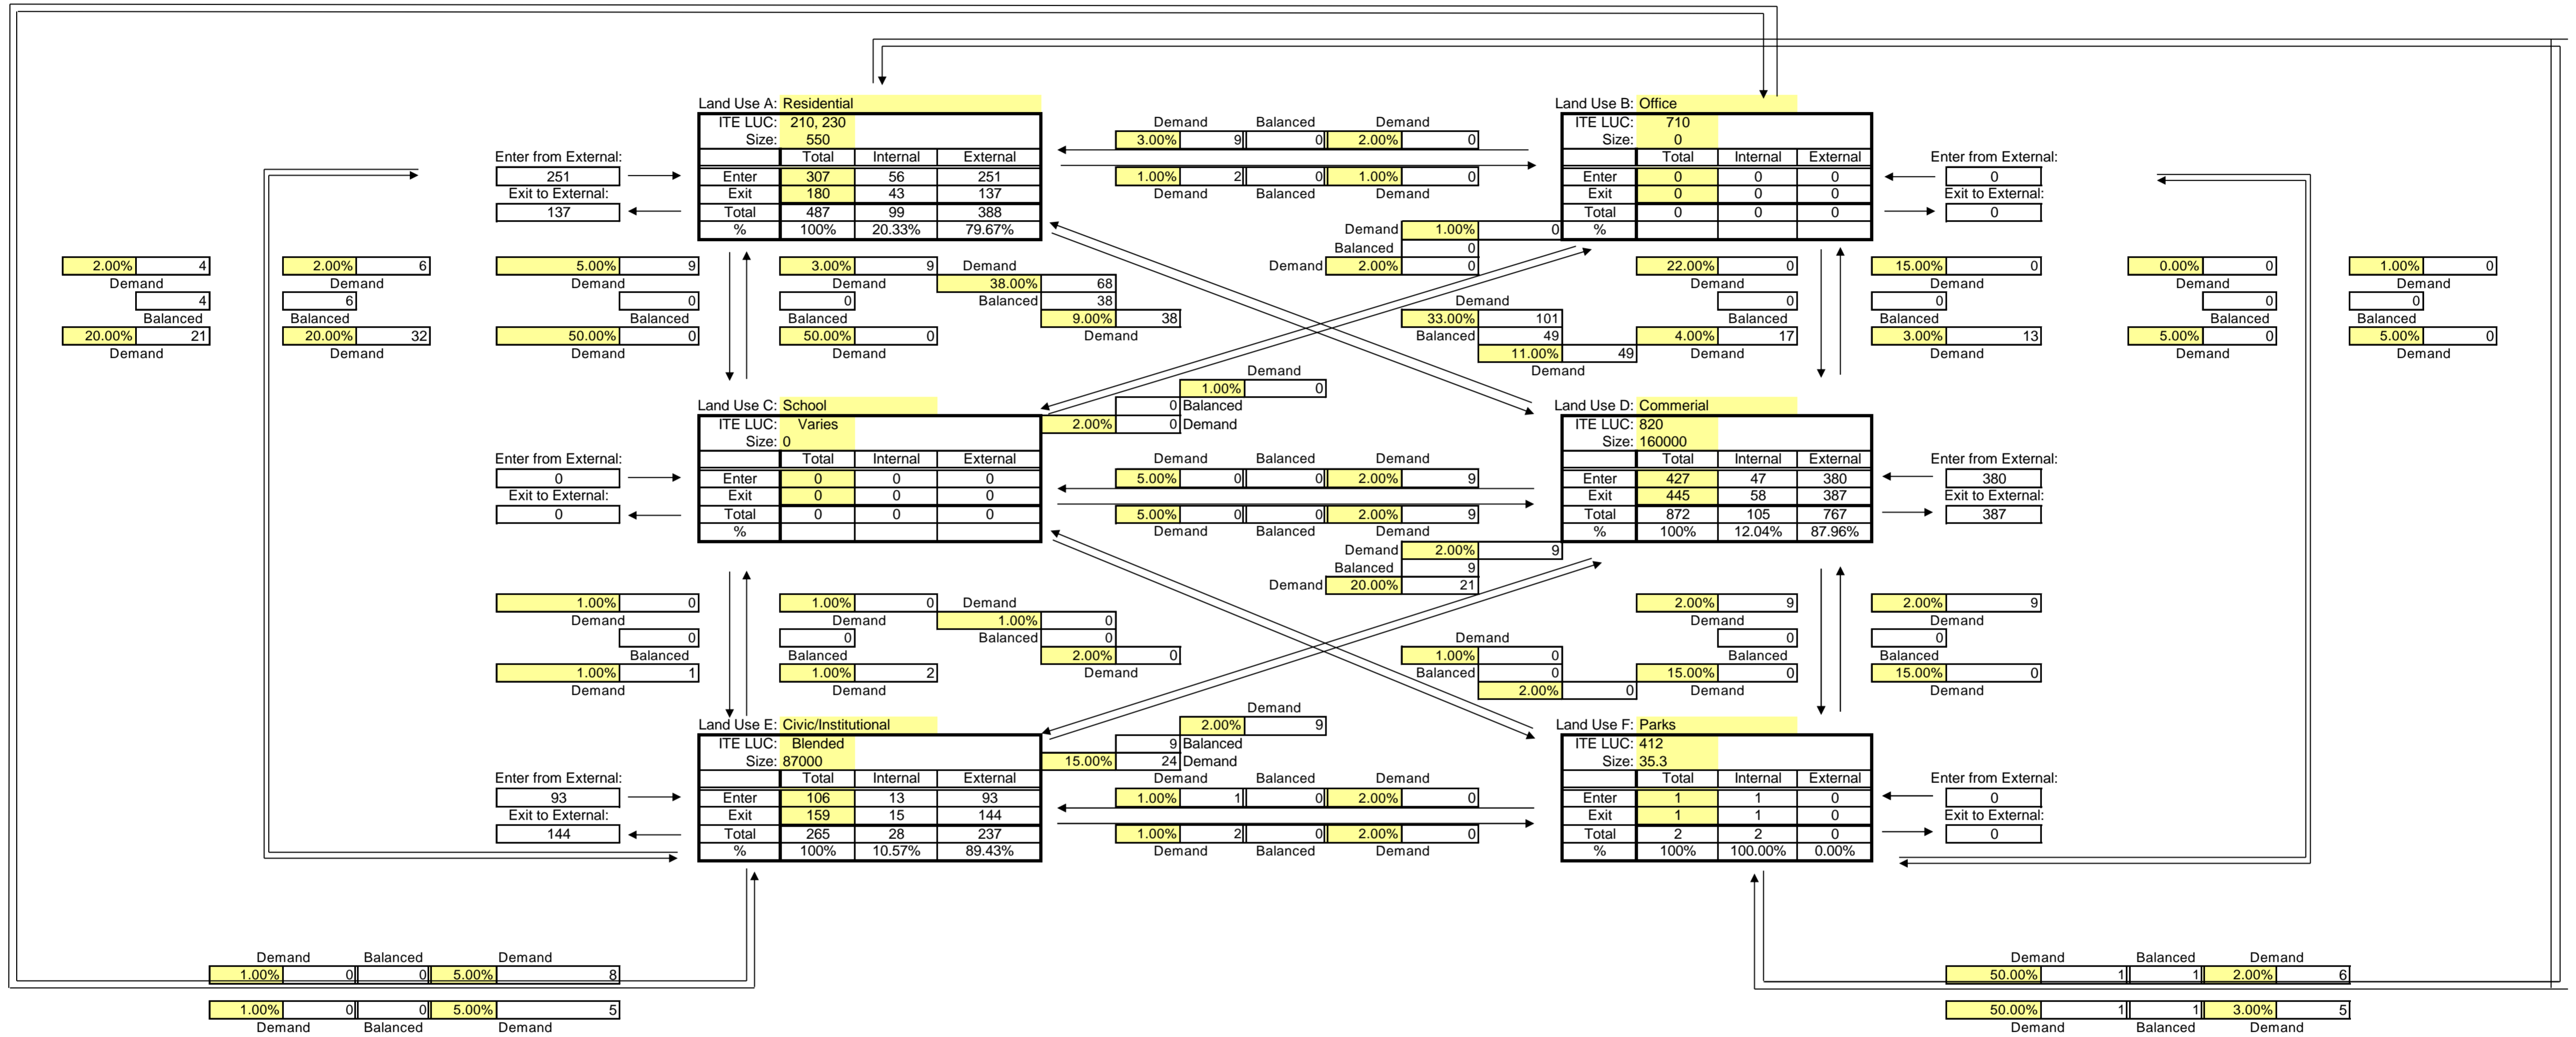 Land Use A: Residential
ITE LUC: 210, 230
Size: 550
Total Internal External
Enter 307 56 251
Exit 180 43 137
Total 487 99 388
% 100% 20.33% 79.67%
Enter from External:
251
Exit to External:
137
Demand Balanced Demand
3.00% 9 0 2.00% 0
1.00% 2 0 1.00% 0
Demand Balanced Demand
Land Use B: Office
ITE LUC: 710
Size: 0
Total Internal External
Enter 0 0 0
Exit 0 0 0
Total 0 0 0
%
Enter from External:
0
Exit to External:
0
Demand 1.00% 0
Balanced 0
Demand 2.00% 0
2.00% 4
Demand
4
Balanced
20.00% 21
Demand
2.00% 6
Demand
6
Balanced
20.00% 32
Demand
5.00% 9
Demand
0
Balanced
50.00% 0
Demand
3.00% 9
Demand
0
Balanced
50.00% 0
Demand
Demand
38.00% 68
Balanced 38
9.00% 38
Demand
Demand
33.00% 101
Balanced 49
11.00% 49
Demand
22.00% 0
Demand
0
Balanced
4.00% 17
Demand
15.00% 0
Demand
0
Balanced
3.00% 13
Demand
0.00% 0
Demand
0
Balanced
5.00% 0
Demand
1.00% 0
Demand
0
Balanced
5.00% 0
Demand
Demand
1.00% 0
0 Balanced
2.00% 0 Demand
Land Use C: School
ITE LUC: Varies
Size: 0
Total Internal External
Enter 0 0 0
Exit 0 0 0
Total 0 0 0
%
Enter from External:
0
Exit to External:
0
Demand Balanced Demand
5.00% 0 0 2.00% 9
5.00% 0 0 2.00% 9
Demand Balanced Demand
Land Use D: Commerial
ITE LUC: 820
Size: 160000
Total Internal External
Enter 427 47 380
Exit 445 58 387
Total 872 105 767
% 100% 12.04% 87.96%
Enter from External:
380
Exit to External:
387
Demand 2.00% 9
Balanced 9
Demand 20.00% 21
1.00% 0
Demand
0
Balanced
1.00% 1
Demand
1.00% 0
Demand
0
Balanced
1.00% 2
Demand
Demand
1.00% 0
Balanced 0
2.00% 0
Demand
Demand
1.00% 0
Balanced 0
2.00% 0
2.00% 9
Demand
0
Balanced
15.00% 0
Demand
2.00% 9
Demand
0
Balanced
15.00% 0
Demand
Demand
2.00% 9
9 Balanced
15.00% 24 Demand
Land Use E: Civic/Institutional
ITE LUC: Blended
Size: 87000
Total Internal External
Enter 106 13 93
Exit 159 15 144
Total 265 28 237
% 100% 10.57% 89.43%
Enter from External:
93
Exit to External:
144
Demand Balanced Demand
1.00% 1 0 2.00% 0
1.00% 2 0 2.00% 0
Demand Balanced Demand
Land Use F: Parks
ITE LUC: 412
Size: 35.3
Total Internal External
Enter 1 1 0
Exit 1 1 0
Total 2 2 0
% 100% 100.00% 0.00%
Enter from External:
0
Exit to External:
0
Demand Balanced Demand
1.00% 0 0 5.00% 8
1.00% 0 0 5.00% 5
Demand Balanced Demand
Demand Balanced Demand
50.00% 1 1 2.00% 6
50.00% 1 1 3.00% 5
Demand Balanced Demand